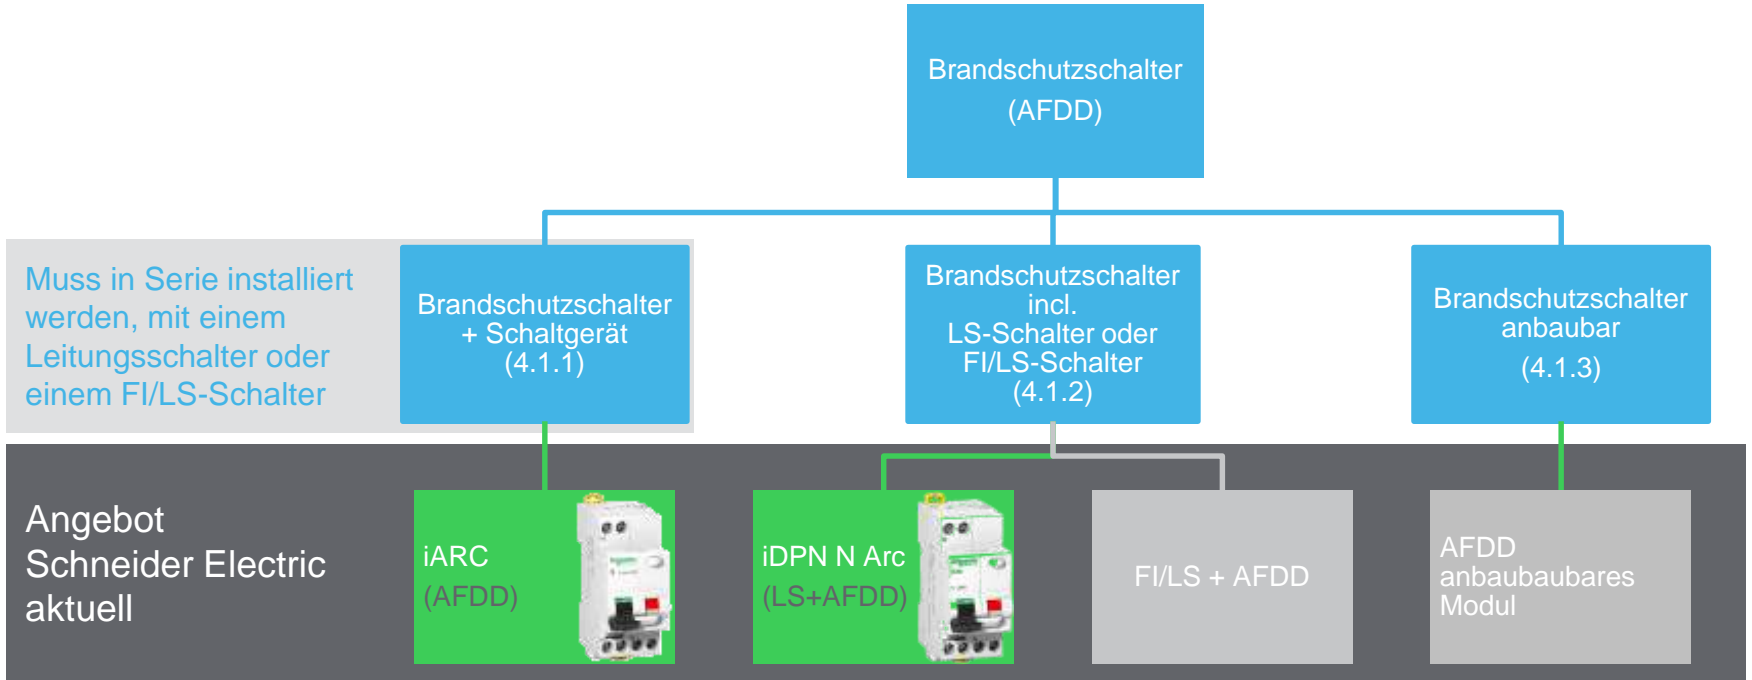 Brandschutzschalter
(AFDD)
Muss in Serie installiert
werden, mit einem
Leitungsschalter oder
einem FI/LS-Schalter
Brandschutzschalter
+ Schaltgerät
(4.1.1)
Brandschutzschalter
incl.
LS-Schalter oder
FI/LS-Schalter
(4.1.2)
Brandschutzschalter
anbaubar
(4.1.3)
Angebot
Schneider Electric
aktuell
iARC
(AFDD)
iDPN N Arc
(LS+AFDD)
FI/LS + AFDD
AFDD
anbaubaubares
Modul